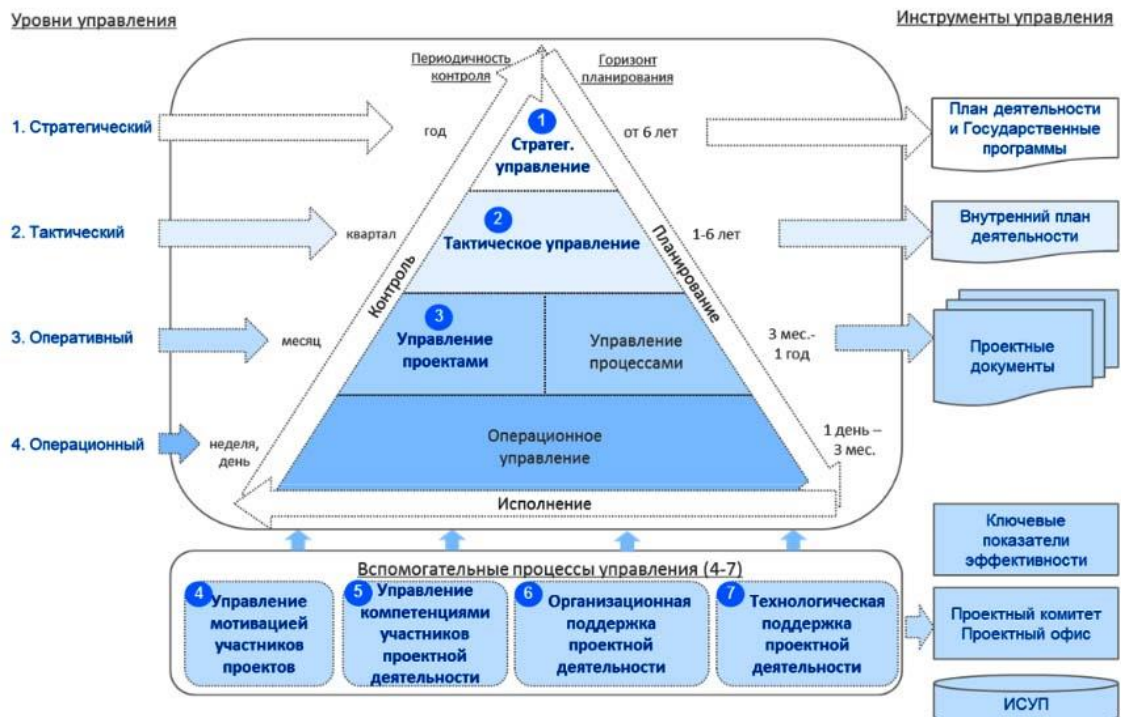 Уровни управления
Инструменты управления
Периодичность
контроля
Горизонт
планирования
1. Стратегический
год
1
Стратег.
управление
от 6 лет
План деятельности
и Государственные
программы
2. Тактический
квартал
2
Тактическое управление
1-6 лет
Внутренний план
деятельности
Контроль
Планирование
3. Оперативный
месяц
3
Управление
проектами
Управление
процессами
3 мес.-
1 год
Проектные
документы
4. Операционный
неделя,
день
Операционное
управление
1 день –
3 мес.
Исполнение
Вспомогательные процессы управления (4-7)
4
Управление
мотивацией
участников
проектов
5
Управление
компетенциями
участников
проектной
деятельности
6
Организационная
поддержка
проектной
деятельности
7
Технологическая
поддержка
проектной
деятельности
Ключевые
показатели
эффективности
Проектный комитет
Проектный офис
ИСУП